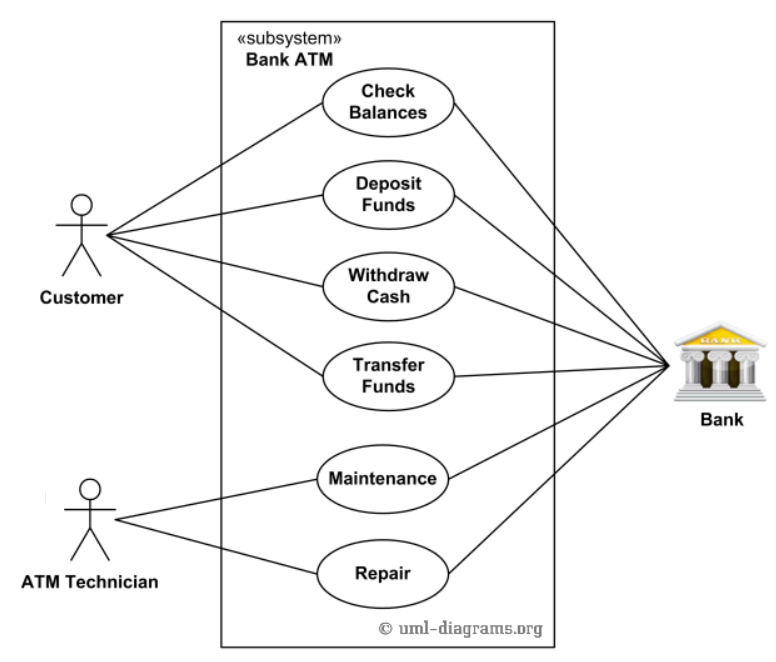 «subsystem»
Bank ATM
Check
Balances
Deposit
Funds
Withdraw
Cash
Customer
Transfer
Funds
BANK
Bank
Maintenance
ATM Technician
Repair
© uml-diagrams.org